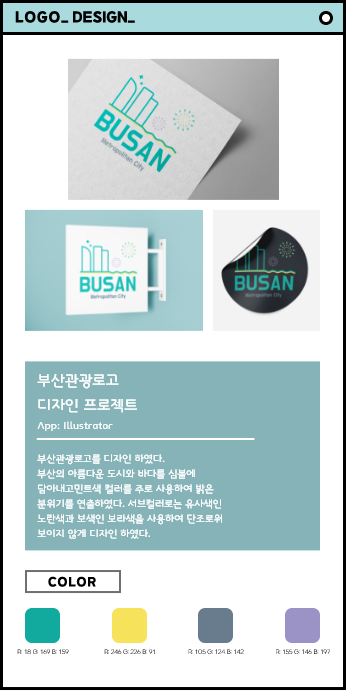 LOGO_ DESIGN_
BUSAN
Metropolitan City
BUSAN
Metropolitan City
BUSAN
Metropolitan City
부산관광로고
디자인 프로젝트
App: Illustrator
부산관광로고를 디자인 하였다.
부산의 아름다운 도시와 바다를 심볼에
담아내고민트색 컬러를 주로 사용하여 밝은
분위기를 연출하였다. 서브컬러로는 유사색인
노란색과 보색인 보라색을 사용하여 단조로워
보이지 않게 디자인 하였다.
COLOR
R: 18 G: 169 B: 159
R: 246 G: 226 B: 91
R: 105 G: 124 B: 142
R: 155 G: 146 B: 197